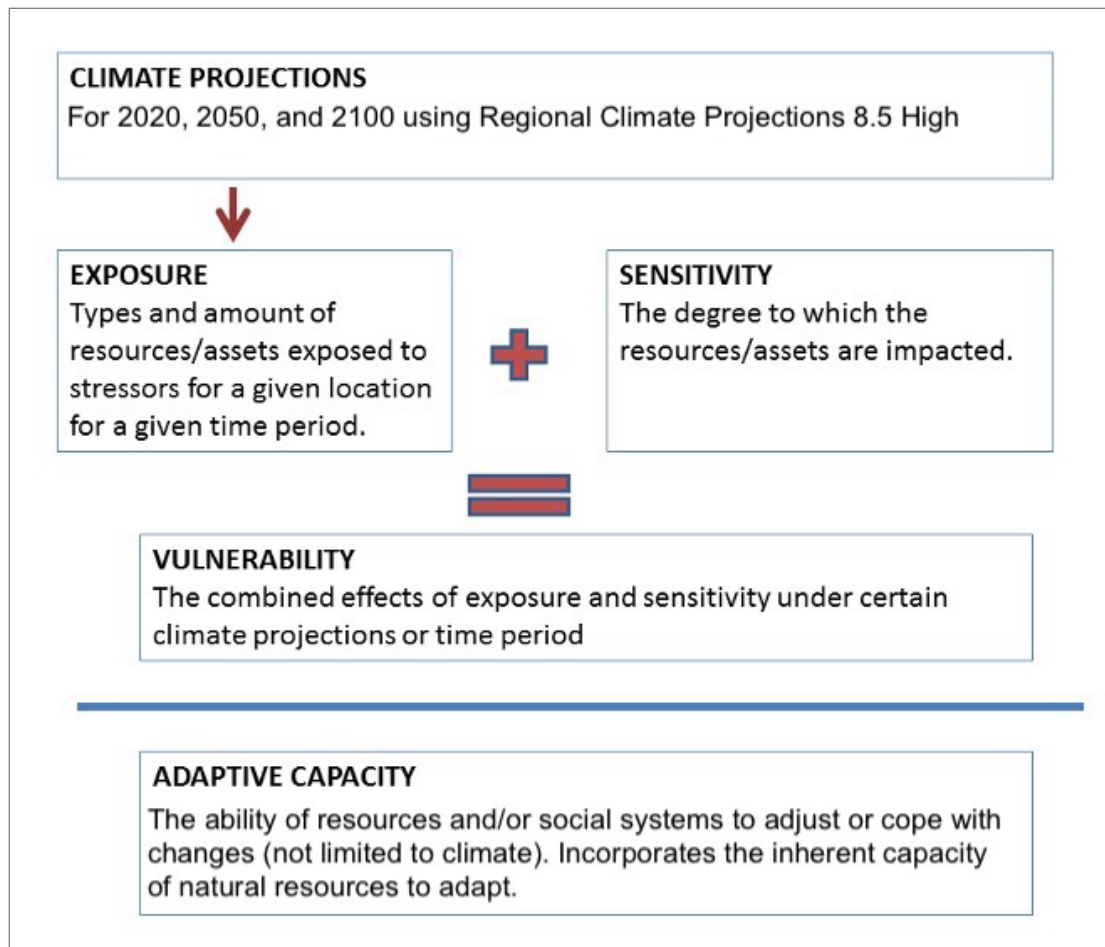 CLIMATE PROJECTIONS
For 2020, 2050, and 2100 using Regional Climate Projections 8.5 High
EXPOSURE
Types and amount of
resources/assets exposed to
stressors for a given location
for a given time period.
SENSITIVITY
The degree to which the
resources/assets are impacted.
VULNERABILITY
The combined effects of exposure and sensitivity under certain
climate projections or time period
ADAPTIVE CAPACITY
The ability of resources and/or social systems to adjust or cope with
changes (not limited to climate). Incorporates the inherent capacity
of natural resources to adapt.